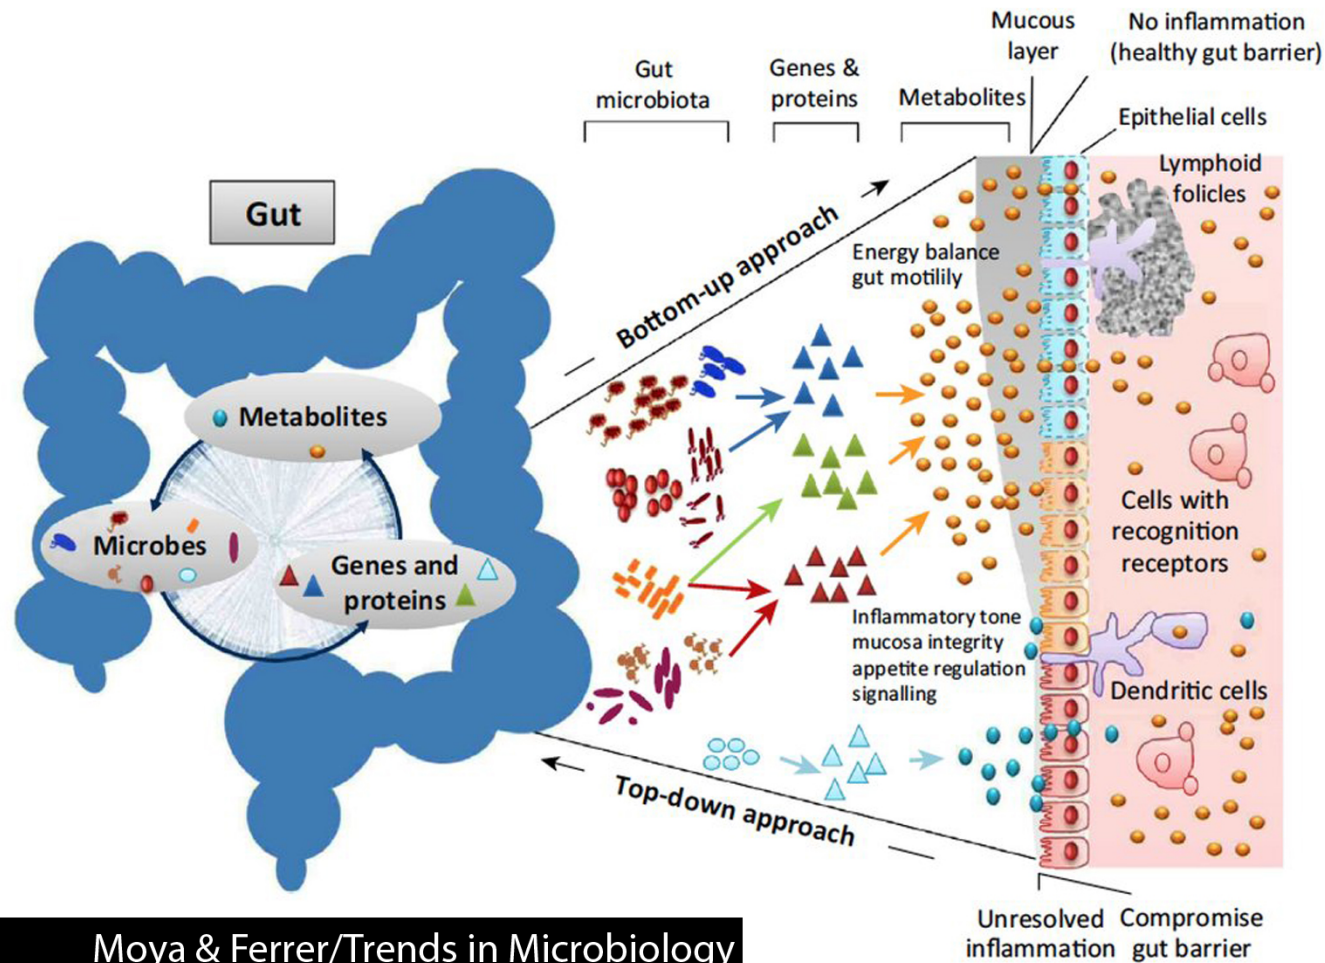 Mucous
layer
No inflammation
(healthy gut barrier)
Gut
microbiota
Genes &
proteins
Metabolites
Epithelial cells
Lymphoid
folicles
Gut
Bottom-up approach
Energy balance
gut motilily
Metabolites
Microbes
Genes and
proteins
Cells with
recognition
receptors
Inflammatory tone
mucosa integrity
appetite regulation
signalling
Dendritic cells
Top-down approach
Unresolved
inflammation
Compromise
gut barrier
Moya & Ferrer/Trends in Microbiology